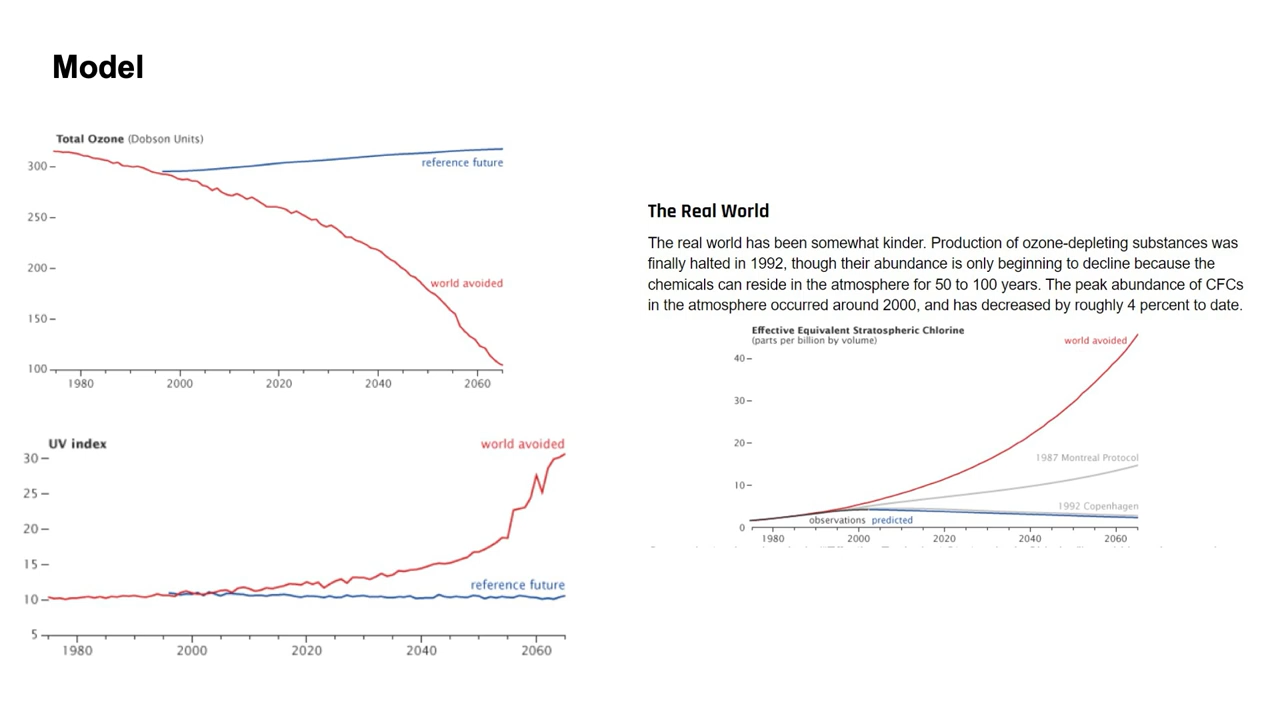 Model
Total Ozone (Dobson Units)
300
250
200
150
100
reference future
world avoided
1980 2000 2020 2040 2060
UV index
30
25
20
15
10
5
world avoided
reference future
1980 2000 2020 2040 2060
The Real World
The real world has been somewhat kinder. Production of ozone-depleting substances was
finally halted in 1992, though their abundance is only beginning to decline because the
chemicals can reside in the atmosphere for 50 to 100 years. The peak abundance of CFCs
in the atmosphere occurred around 2000, and has decreased by roughly 4 percent to date.
Effective Equivalent Stratospheric Chlorine
(parts per billion by volume)
40
30
20
10
0
world avoided
1987 Montreal Protocol
1992 Copenhagen
observations predicted
1980 2000 2020 2040 2060